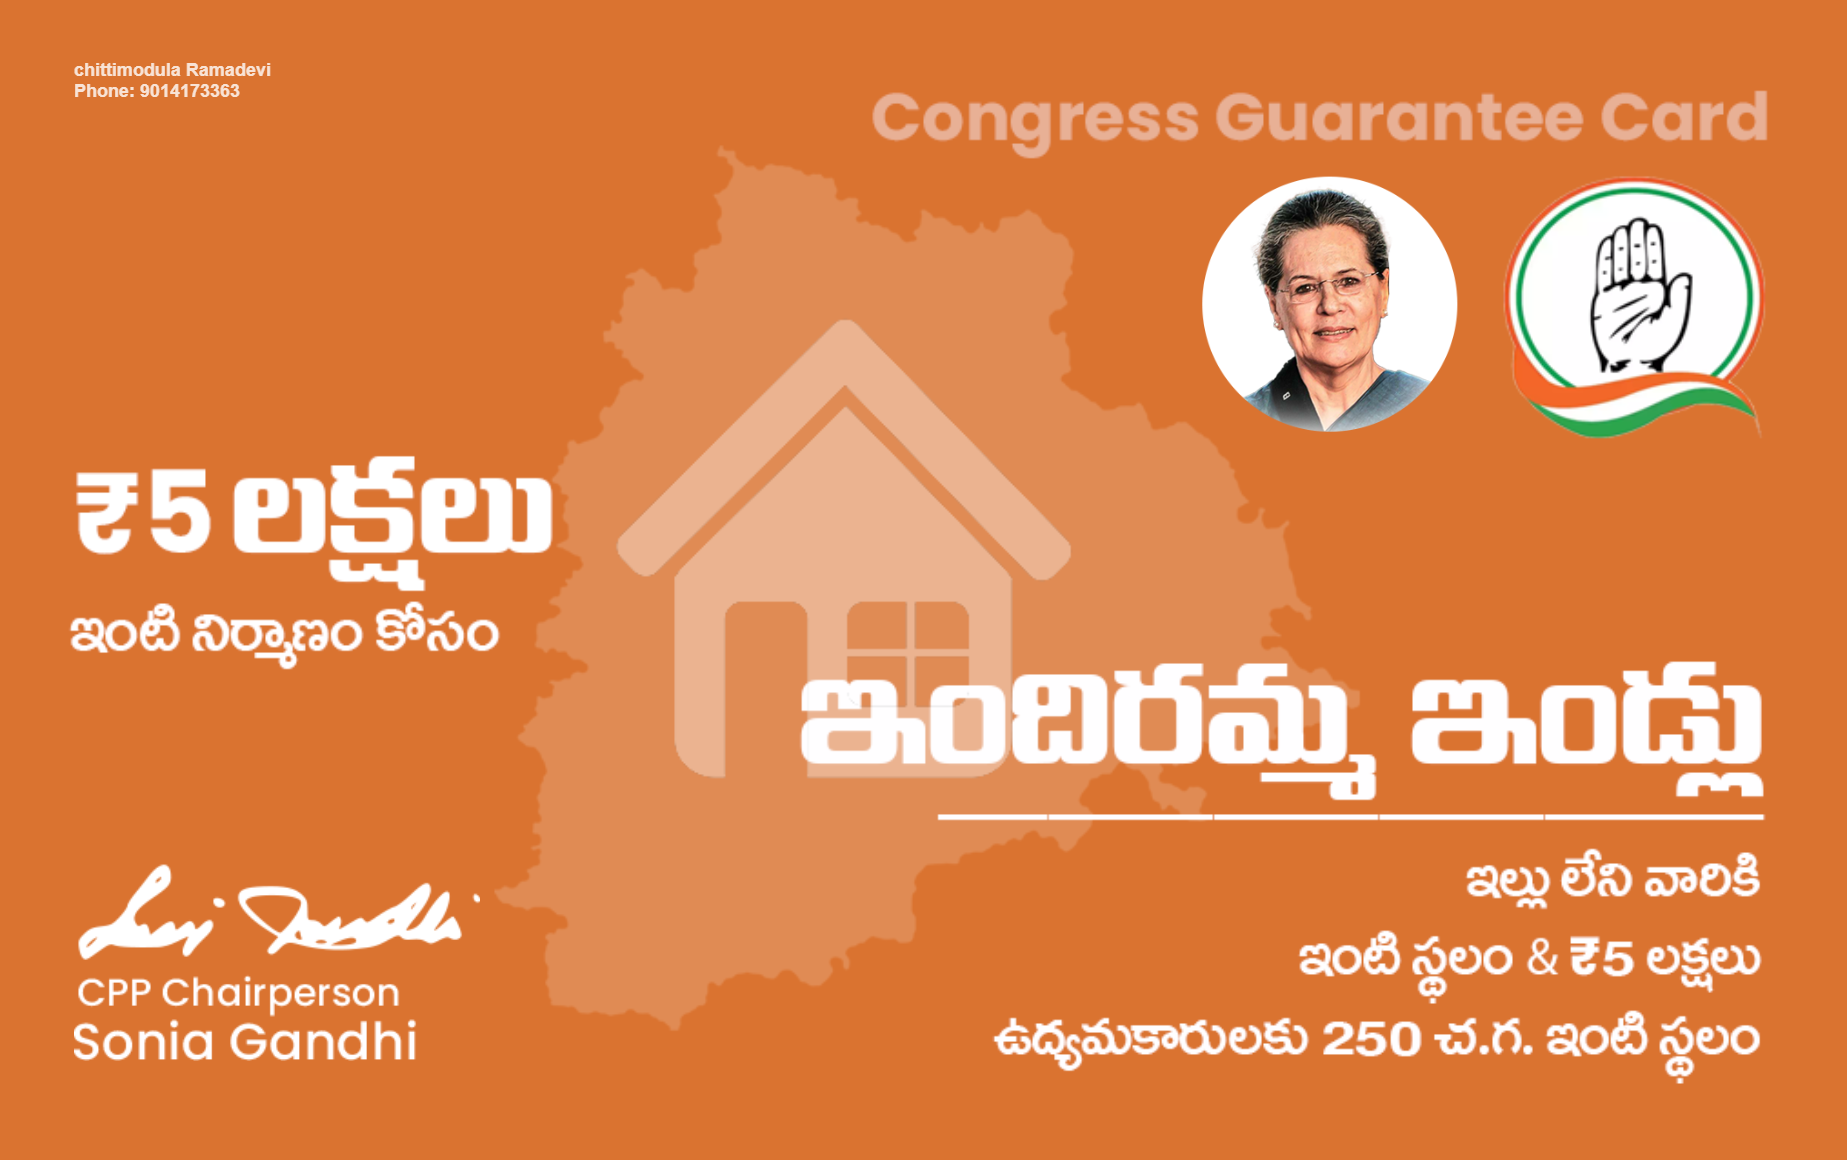 chittimodula Ramadevi
Phone: 9014173363
Congress Guarantee Card
₹5 లక్షలు
ఇంటి నిర్మాణం కోసం
ఇందిరమ్మ ఇండ్లు
ఇల్లు లేని వారికి
ఇంటి స్థలం & ₹5 లక్షలు
ఉద్యమకారులకు 250 చ.గ. ఇంటి స్థలం
CPP Chairperson
Sonia Gandhi